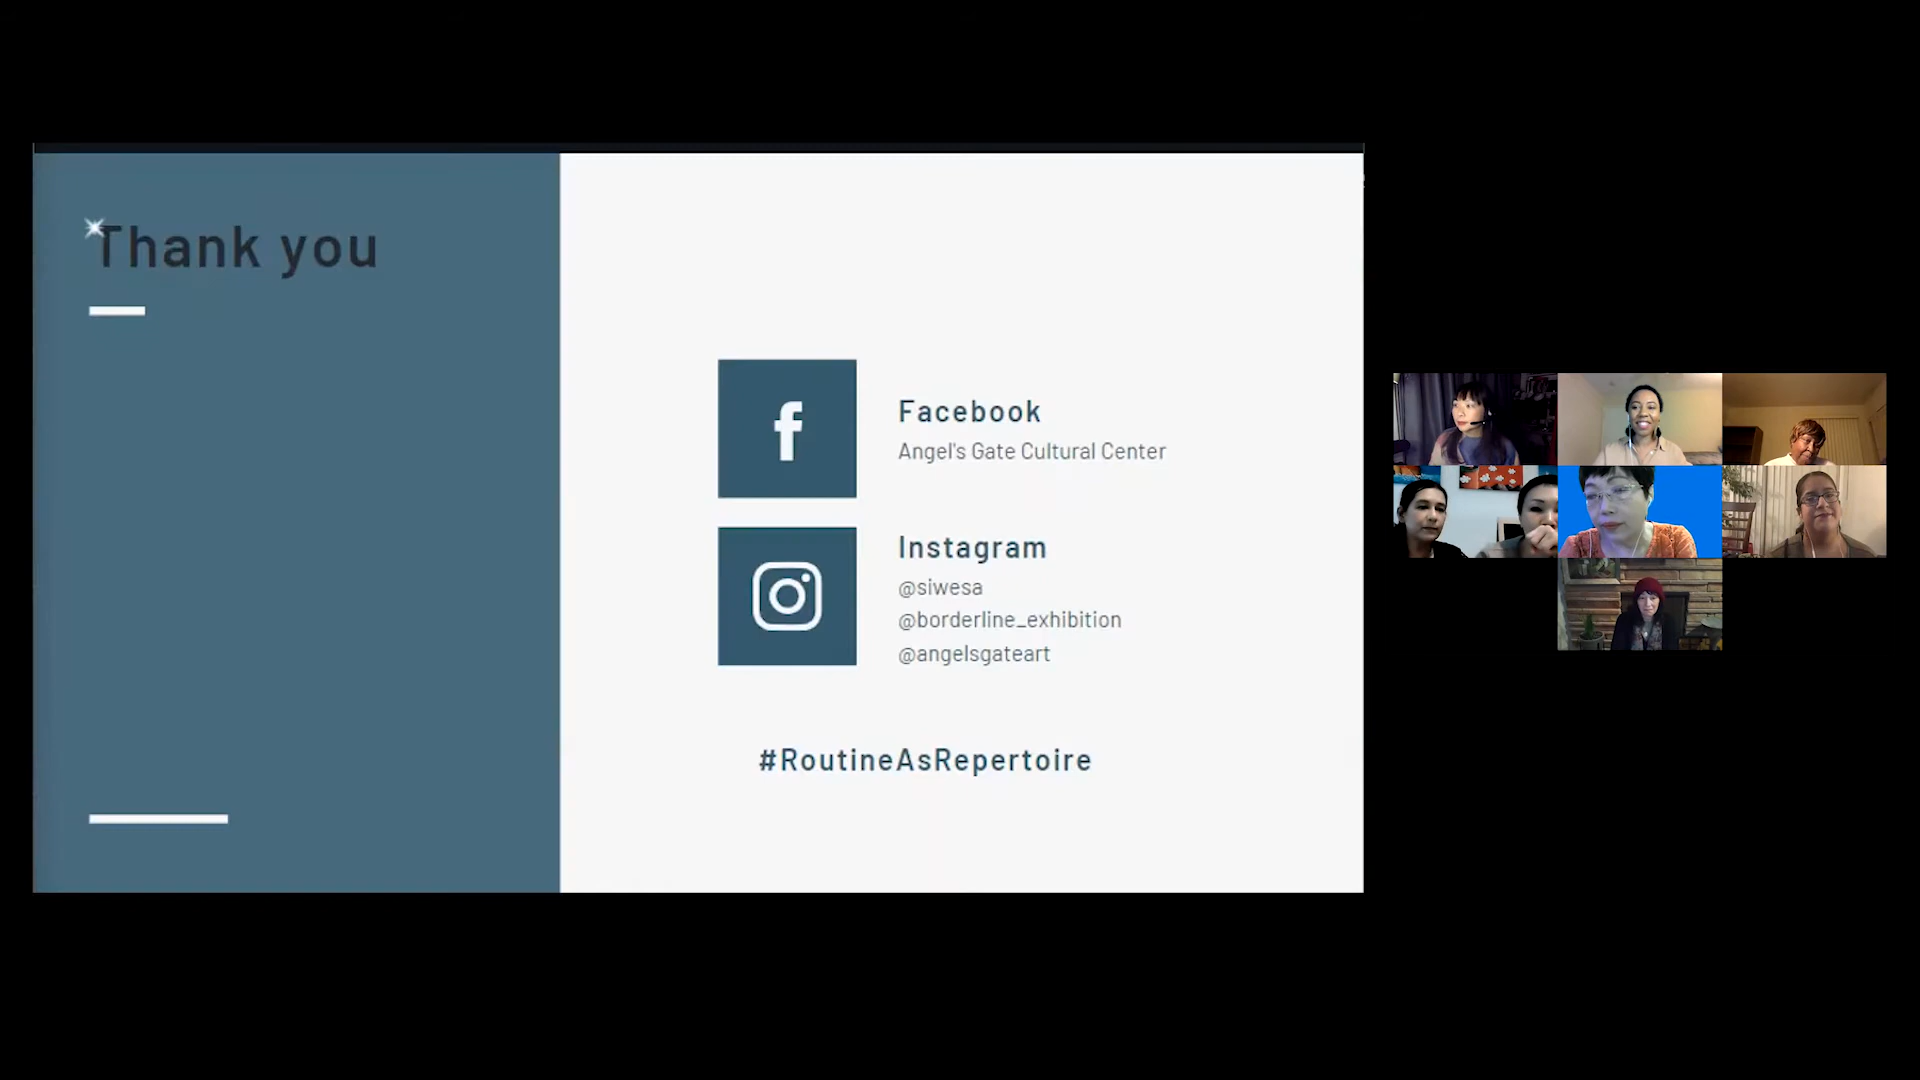 Thank you
Facebook
Angel's Gate Cultural Center
Instagram
@siwesa
@borderline_exhibition
@angelsgateart
#RoutineAsRepertoire